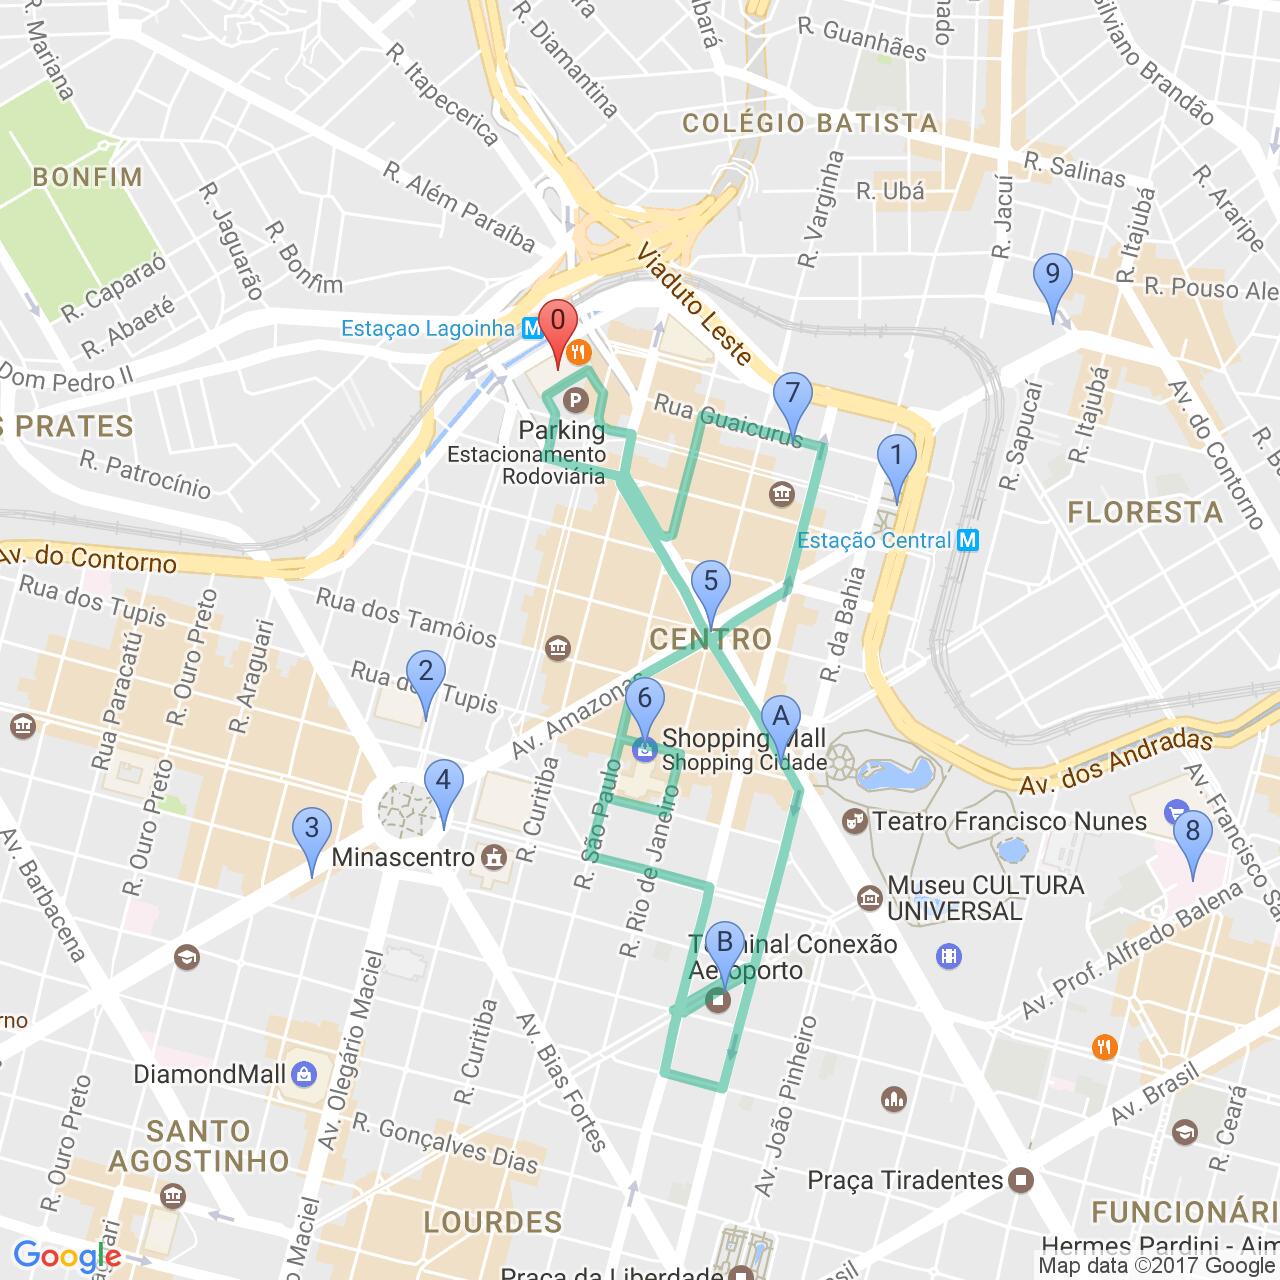 R. Mariana
R. Itapecerica
R. Diamantina
R. Guanhães
Silviano Brandão
COLÉGIO BATISTA
BONFIM
R. Além Paraíba
R. Jaguarão
R. Bonfim
R. Varginha
R. Ubá
R. Jacuí
R. Salinas
R. Araripe
R. Itajubá
R. Caparaó
R. Abaeté
Viaduto Leste
9
R. Pouso Ale
Estaçao Lagoinha
M
0
Dom Pedro II
S PRATES
R. Patrocínio
P
Parking
Estacionamento
Rodoviária
Rua Guaicurus
7
1
R. Sapucaí
R. Itajubá
Av. do Contorno
FLORESTA
Estação Central
M
Av. do Contorno
Rua dos Tupis
Rua dos Tamôios
R. Ouro Preto
R. Araguari
Rua Paracatú
5
CENTRO
R. da Bahia
2
Rua dos Tupis
Av. Amazonas
6
A
Shopping Mall
Shopping Cidade
Av. dos Andradas
R. Curitiba
R. São Paulo
R. Rio de Janeiro
4
3
Minascentro
Teatro Francisco Nunes
8
Av. Francisco Sa
R. Ouro Preto
Av. Barbacena
Museu CULTURA
UNIVERSAL
B
Terminal Conexão
Aeroporto
Av. Prof. Alfredo Balena
Av. Olegário Maciel
R. Curitiba
Av. Bias Fortes
Av. João Pinheiro
rno
DiamondMall
R. Ouro Preto
SANTO
AGOSTINHO
R. Gonçalves Dias
Av. Brasil
R. Ceará
Praça Tiradentes
LOURDES
FUNCIONÁRI
Maciel
Google
Praça da Liberdade
Hermes Pardini - Aim
Map data ©2017 Google